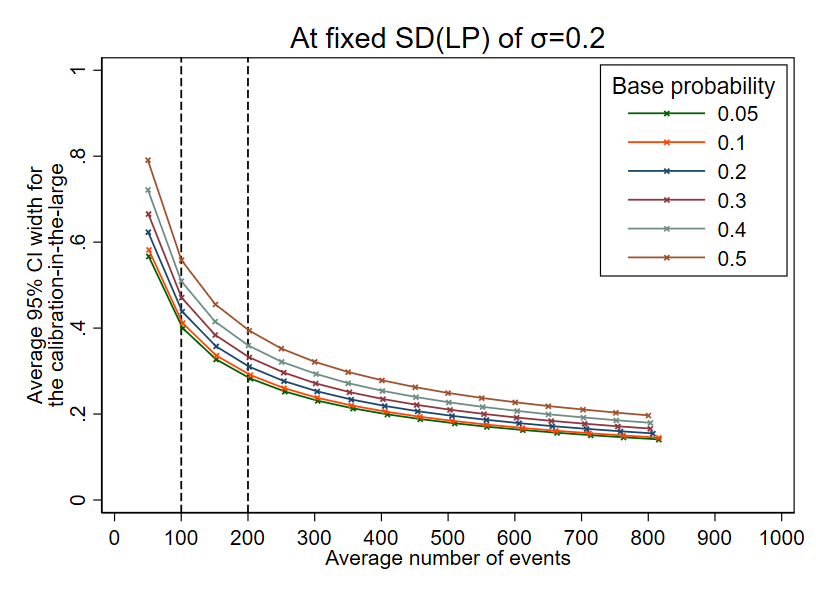 At fixed SD(LP) of σ=0.2
Base probability
0.05
0.1
0.2
0.3
0.4
0.5
Average 95% CI width for
the calibration-in-the-large
1
.8
.6
.4
.2
0
0 100 200 300 400 500 600 700 800 900 1000
Average number of events